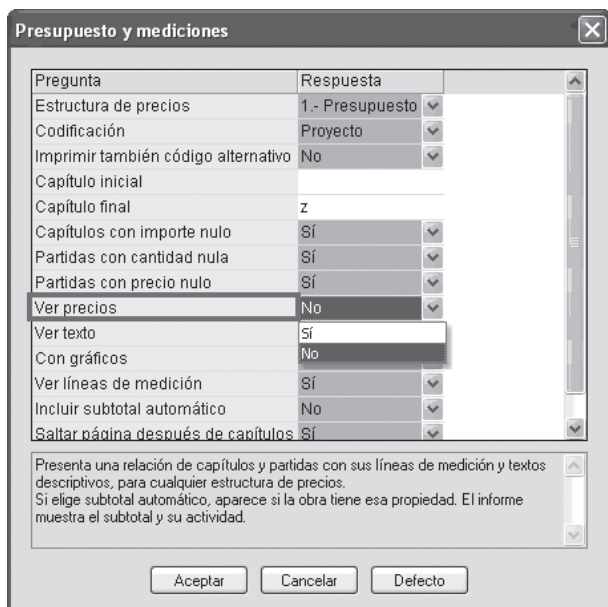 Presupuesto y mediciones
Pregunta Respuesta
Estructura de precios 1.- Presupuesto
Codificación Proyecto
Imprimir también código alternativo No
Capítulo inicial
Capítulo final z
Capítulos con importe nulo Sí
Partidas con cantidad nula Sí
Partidas con precio nulo Sí
Ver precios No
Ver texto Sí
Con gráficos No
Ver líneas de medición Sí
Incluir subtotal automático No
Saltar página después de capítulos Sí
Presenta una relación de capítulos y partidas con sus líneas de medición y textos
descriptivos, para cualquier estructura de precios.
Si elige subtotal automático, aparece si la obra tiene esa propiedad. El informe
muestra el subtotal y su actividad.
Aceptar Cancelar Defecto